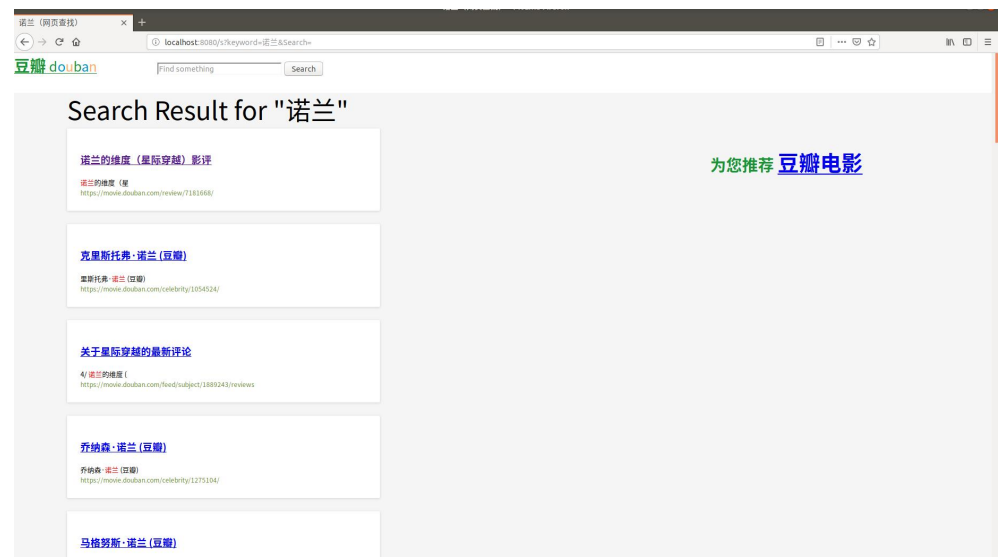 诺兰（网页查找）
localhost:8080/s?keyword=诺兰&Search=
豆瓣 douban
Find something
Search
Search Result for "诺兰"
诺兰的维度（星际穿越）影评
诺兰的维度（星
https://movie.douban.com/review/7181668/
为您推荐 豆瓣电影
克里斯托弗·诺兰 (豆瓣)
里斯托弗·诺兰 (豆瓣)
https://movie.douban.com/celebrity/1054524/
关于星际穿越的最新评论
4/ 诺兰的维度 (
https://movie.douban.com/feed/subject/1889243/reviews
乔纳森·诺兰 (豆瓣)
乔纳森·诺兰 (豆瓣)
https://movie.douban.com/celebrity/1275104/
马格努斯·诺兰 (豆瓣)